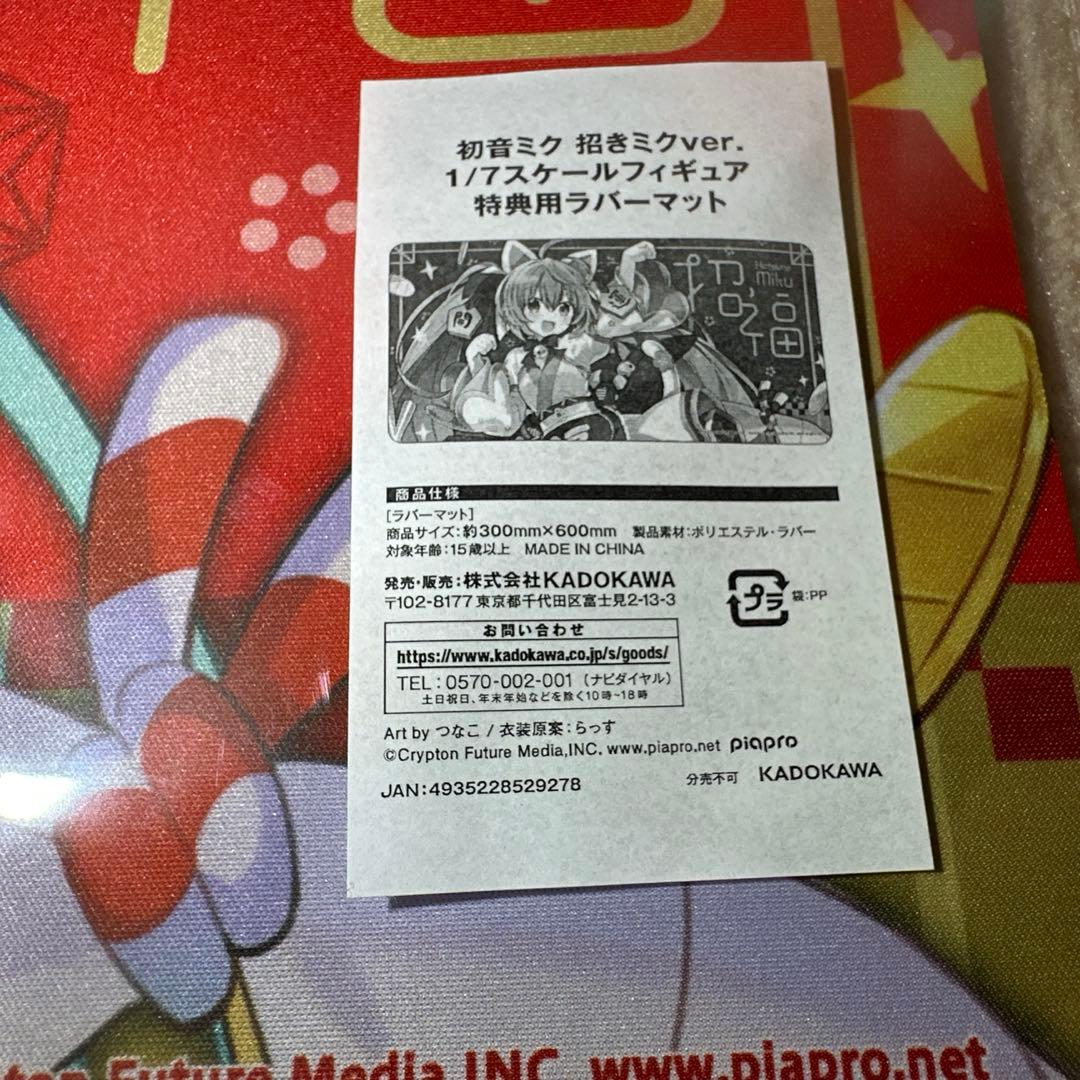 初音ミク 招きミクver.
1/7スケールフィギュア
特典用ラバーマット
招福
Hatsune
Miku
商品仕様
[ラバーマット]
商品サイズ:約300mm×600mm 製品素材:ポリエステル・ラバー
対象年齢:15歳以上 MADE IN CHINA
発売・販売:株式会社KADOKAWA
〒102-8177 東京都千代田区富士見2-13-3
プラ 袋:PP
お問い合わせ
https://www.kadokawa.co.jp/s/goods/
TEL:0570-002-001 (ナビダイヤル)
土日祝日、年末年始などを除く10時~18時
Art by つなこ / 衣装原案:らっす
©Crypton Future Media,INC. www.piapro.net piapro
JAN:4935228529278
分売不可 KADOKAWA
Future Media,INC. www.piapro.net